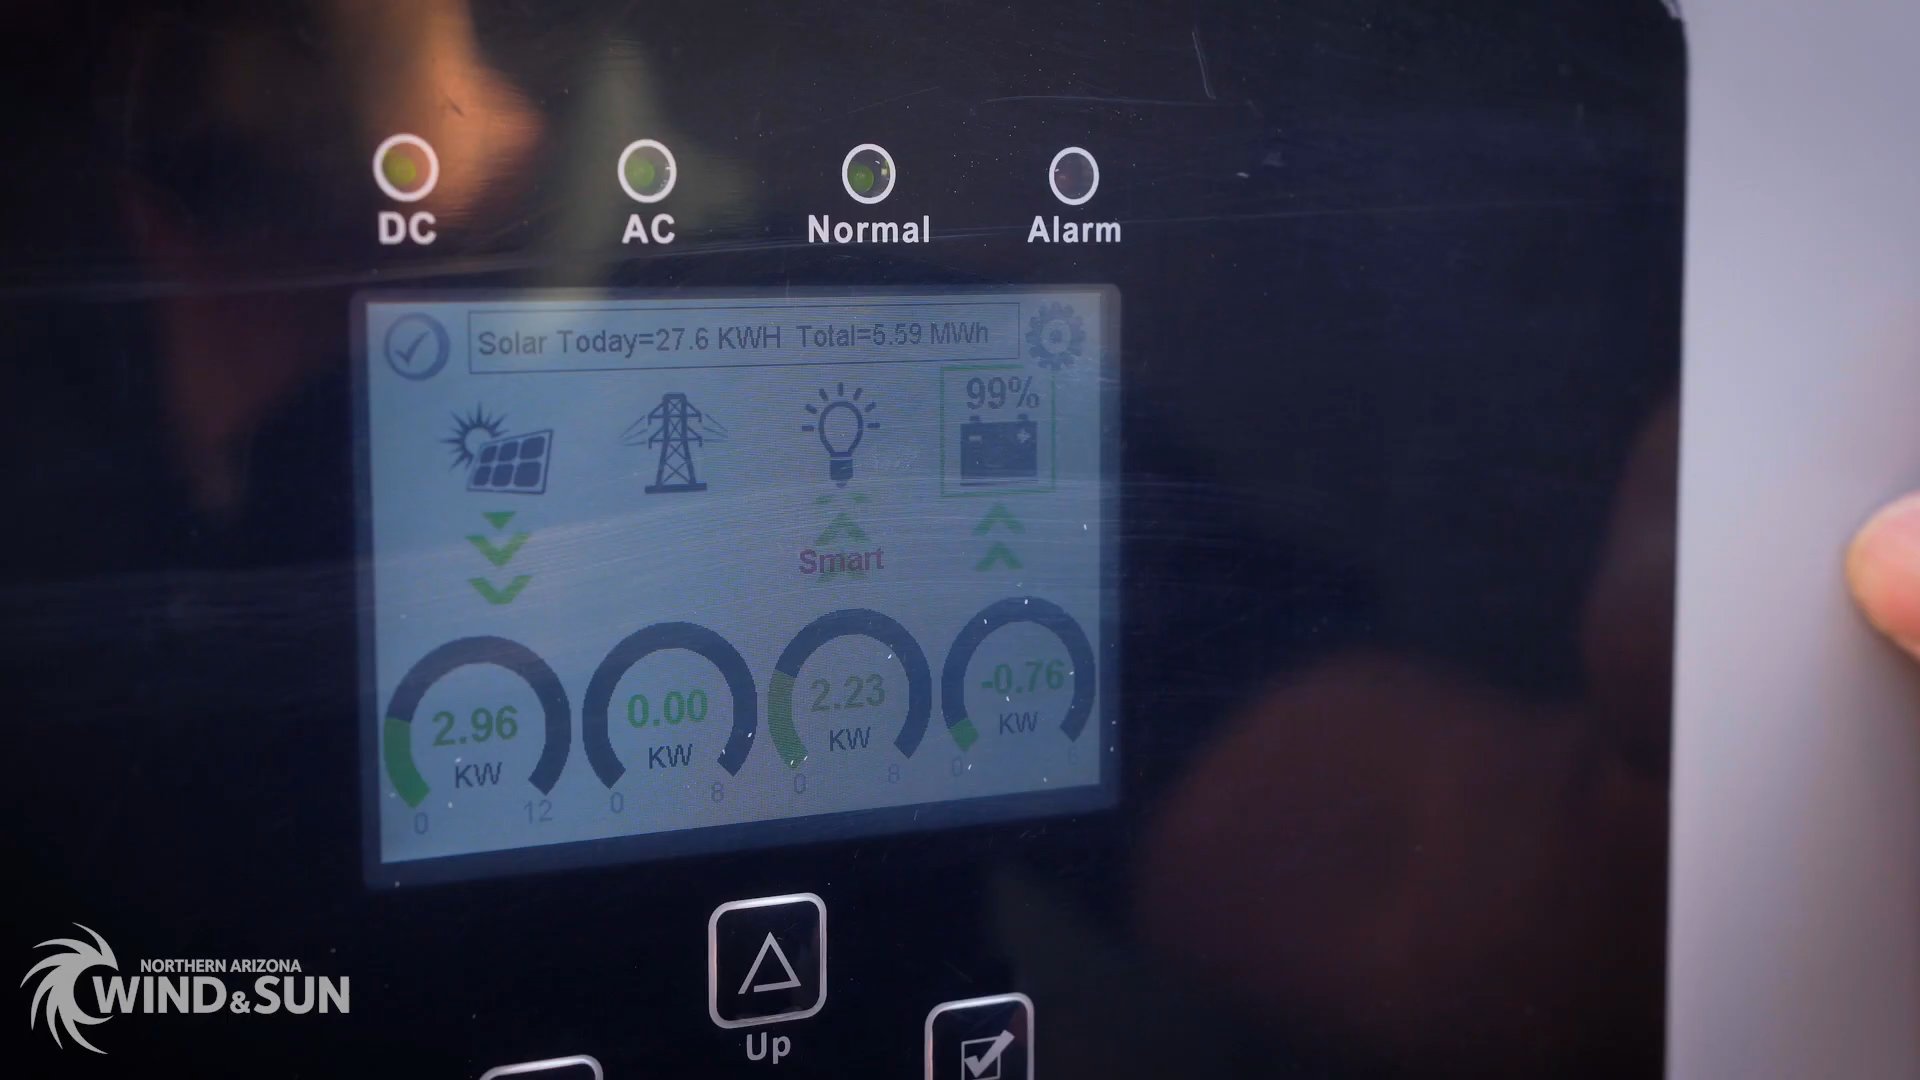 DC AC Normal Alarm
Solar Today=27.6 KWH Total=5.59 MWh
99%
Smart
2.96 0.00 2.23 -0.76
KW KW KW KW
0 12 0 8 0 8 0
Up
NORTHERN ARIZONA
WIND&SUN